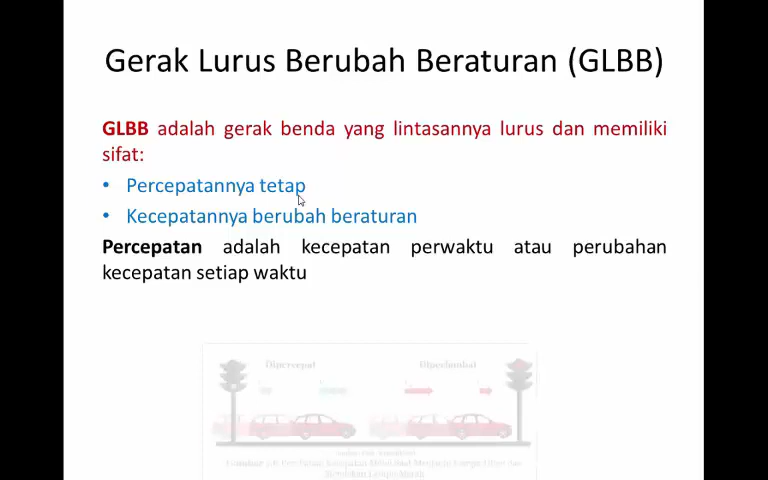 Gerak Lurus Berubah Beraturan (GLBB)
GLBB adalah gerak benda yang lintasannya lurus dan memiliki
sifat:
• Percepatannya tetap
• Kecepatannya berubah beraturan
Percepatan adalah kecepatan perwaktu atau perubahan
kecepatan setiap waktu
Dipercepat
Diperlambat